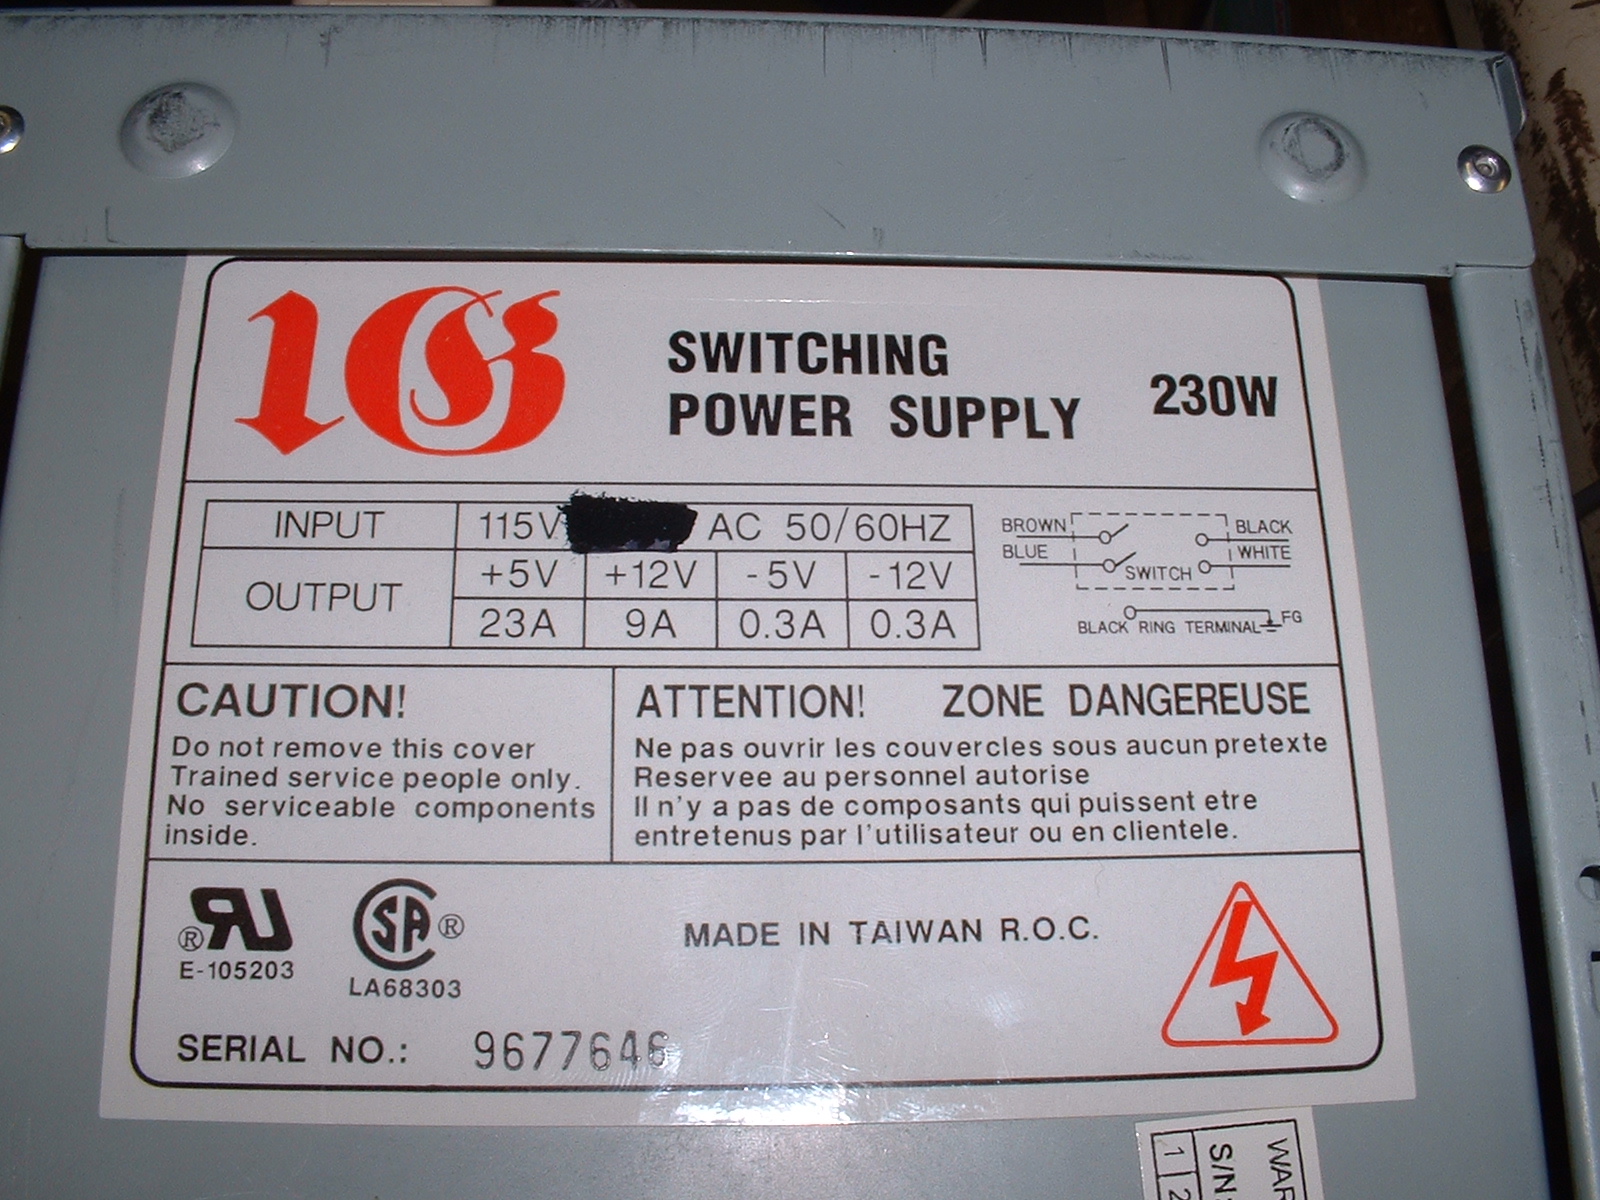 SWITCHING
POWER SUPPLY 230W
INPUT 115V AC 50/60HZ
OUTPUT +5V +12V -5V -12V
23A 9A 0.3A 0.3A
BROWN BLACK
BLUE WHITE
SWITCH
BLACK RING TERMINAL FG
CAUTION!
Do not remove this cover
Trained service people only.
No serviceable components
inside.
ATTENTION! ZONE DANGEREUSE
Ne pas ouvrir les couvercles sous aucun pretexte
Reservee au personnel autorise
Il n'y a pas de composants qui puissent etre
entretenus par l'utilisateur ou en clientele.
® E-105203
SA ®
LA68303
MADE IN TAIWAN R.O.C.
SERIAL NO.: 9677646
S/N:
1 2